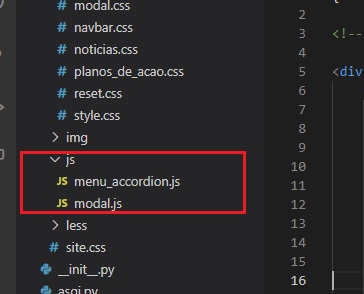 # modal.css
# navbar.css
# noticias.css
# planos_de_acao.css
# reset.css
# style.css
> img
js
JS menu_accordion.js
JS modal.js
> less
# site.css
__init__.py
asgi.py
2
3 <!--
4
5 <div
6
7
8
9
10
11
12
13
14
15
16